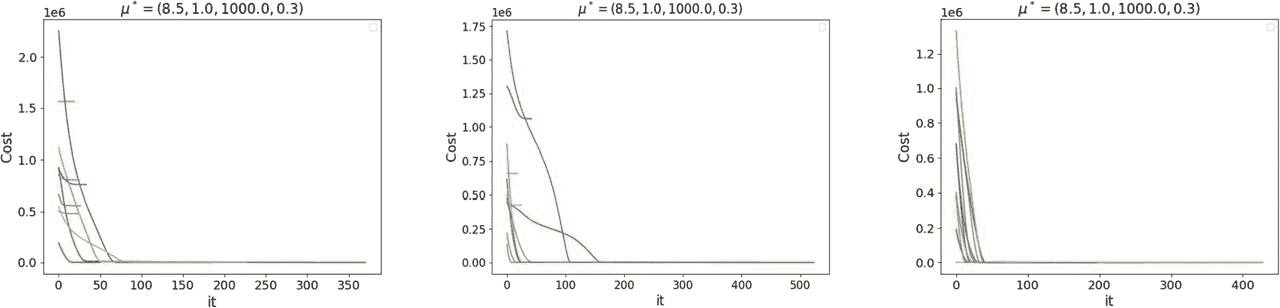 μ* = (8.5, 1.0, 1000.0, 0.3)
1e6
2.0
1.5
1.0
0.5
0.0
Cost
0 50 100 150 200 250 300 350
it
μ* = (8.5, 1.0, 1000.0, 0.3)
1e6
1.75
1.50
1.25
1.00
0.75
0.50
0.25
0.00
Cost
0 100 200 300 400 500
it
μ* = (8.5, 1.0, 1000.0, 0.3)
1e6
1.2
1.0
0.8
0.6
0.4
0.2
0.0
Cost
0 100 200 300 400
it